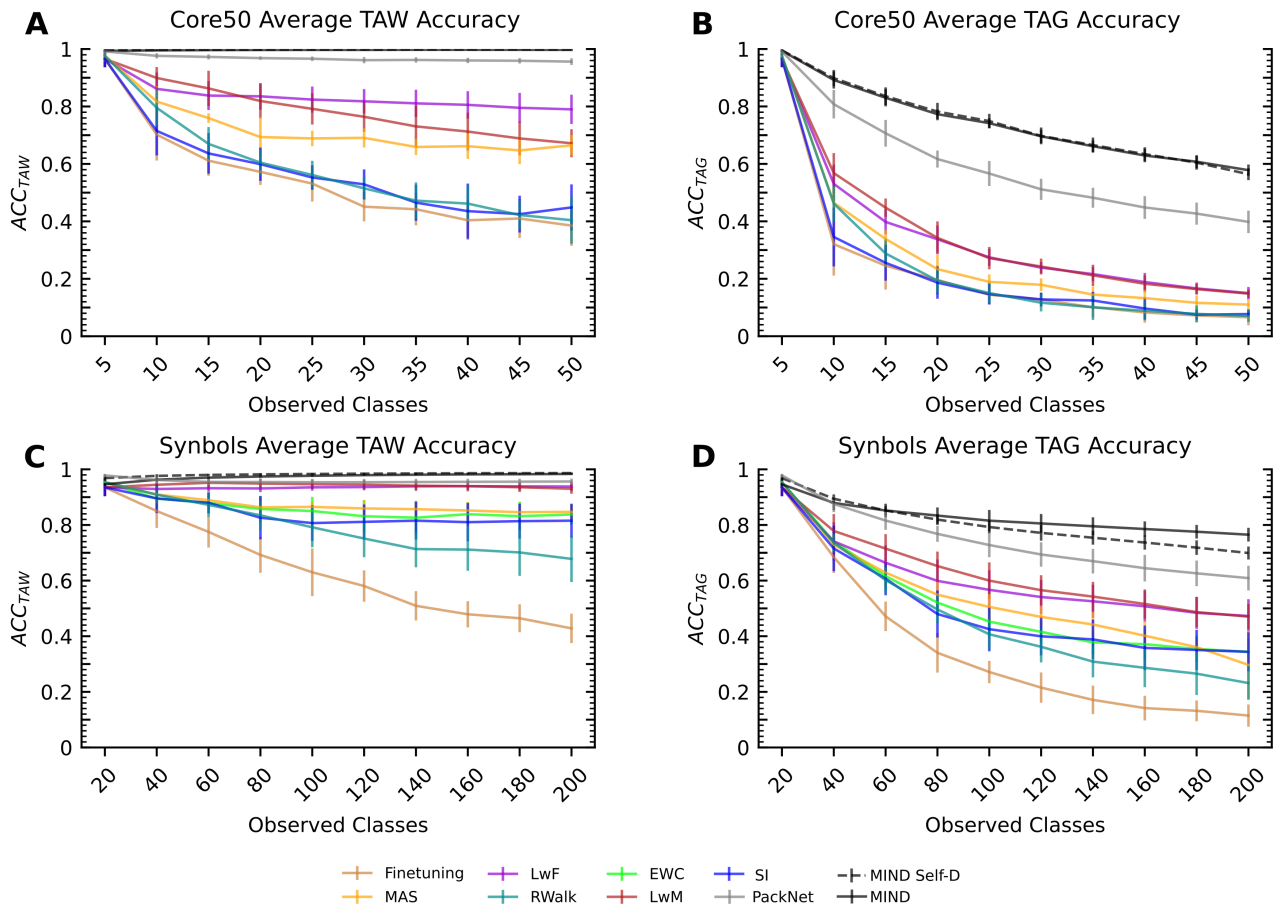 A
Core50 Average TAW Accuracy
ACC_TAW
1
0.8
0.6
0.4
0.2
0
5 10 15 20 25 30 35 40 45 50
Observed Classes
B
Core50 Average TAG Accuracy
ACC_TAG
1
0.8
0.6
0.4
0.2
0
5 10 15 20 25 30 35 40 45 50
Observed Classes
C
Synbols Average TAW Accuracy
ACC_TAW
1
0.8
0.6
0.4
0.2
0
20 40 60 80 100 120 140 160 180 200
Observed Classes
D
Synbols Average TAG Accuracy
ACC_TAG
1
0.8
0.6
0.4
0.2
0
20 40 60 80 100 120 140 160 180 200
Observed Classes
Finetuning LwF EWC SI MIND Self-D
MAS RWalk LwM PackNet MIND